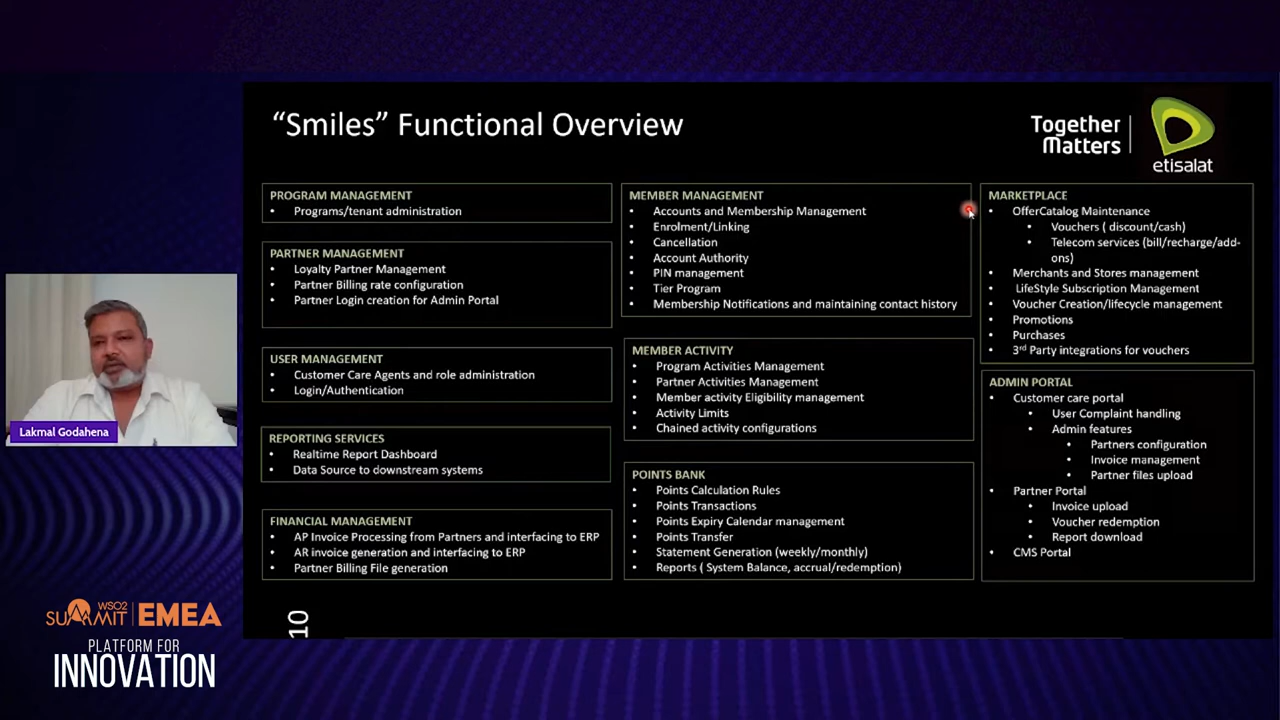 "Smiles" Functional Overview
Together
Matters
etisalat
PROGRAM MANAGEMENT
• Programs/tenant administration
PARTNER MANAGEMENT
• Loyalty Partner Management
• Partner Billing rate configuration
• Partner Login creation for Admin Portal
USER MANAGEMENT
• Customer Care Agents and role administration
• Login/Authentication
REPORTING SERVICES
• Realtime Report Dashboard
• Data Source to downstream systems
FINANCIAL MANAGEMENT
• AP Invoice Processing from Partners and interfacing to ERP
• AR invoice generation and interfacing to ERP
• Partner Billing File generation
MEMBER MANAGEMENT
• Accounts and Membership Management
• Enrolment/Linking
• Cancellation
• Account Authority
• PIN management
• Tier Program
• Membership Notifications and maintaining contact history
MEMBER ACTIVITY
• Program Activities Management
• Partner Activities Management
• Member activity Eligibility management
• Activity Limits
• Chained activity configurations
POINTS BANK
• Points Calculation Rules
• Points Transactions
• Points Expiry Calendar management
• Points Transfer
• Statement Generation (weekly/monthly)
• Reports ( System Balance, accrual/redemption)
MARKETPLACE
• OfferCatalog Maintenance
• Vouchers ( discount/cash)
• Telecom services (bill/recharge/add-
ons)
• Merchants and Stores management
• LifeStyle Subscription Management
• Voucher Creation/lifecycle management
• Promotions
• Purchases
• 3rd Party integrations for vouchers
ADMIN PORTAL
• Customer care portal
• User Complaint handling
• Admin features
• Partners configuration
• Invoice management
• Partner files upload
• Partner Portal
• Invoice upload
• Voucher redemption
• Report download
• CMS Portal
10
Lakmal Godahena
WSO2
SUMMIT EMEA
PLATFORM FOR
INNOVATION